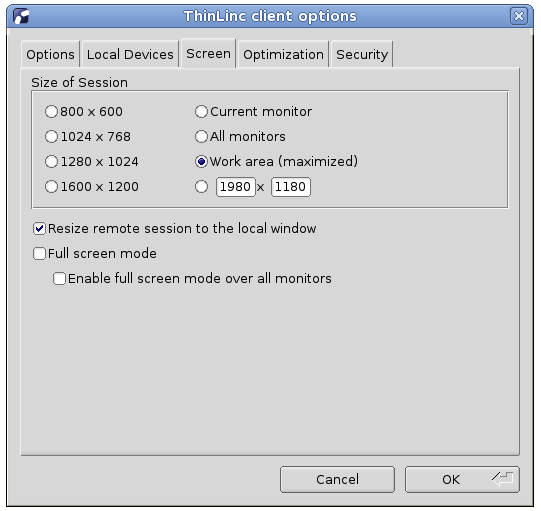 ThinLinc client options
Options Local Devices Screen Optimization Security
Size of Session
800 x 600 Current monitor
1024 x 768 All monitors
1280 x 1024 Work area (maximized)
1600 x 1200 1980 x 1180
Resize remote session to the local window
Full screen mode
Enable full screen mode over all monitors
Cancel OK